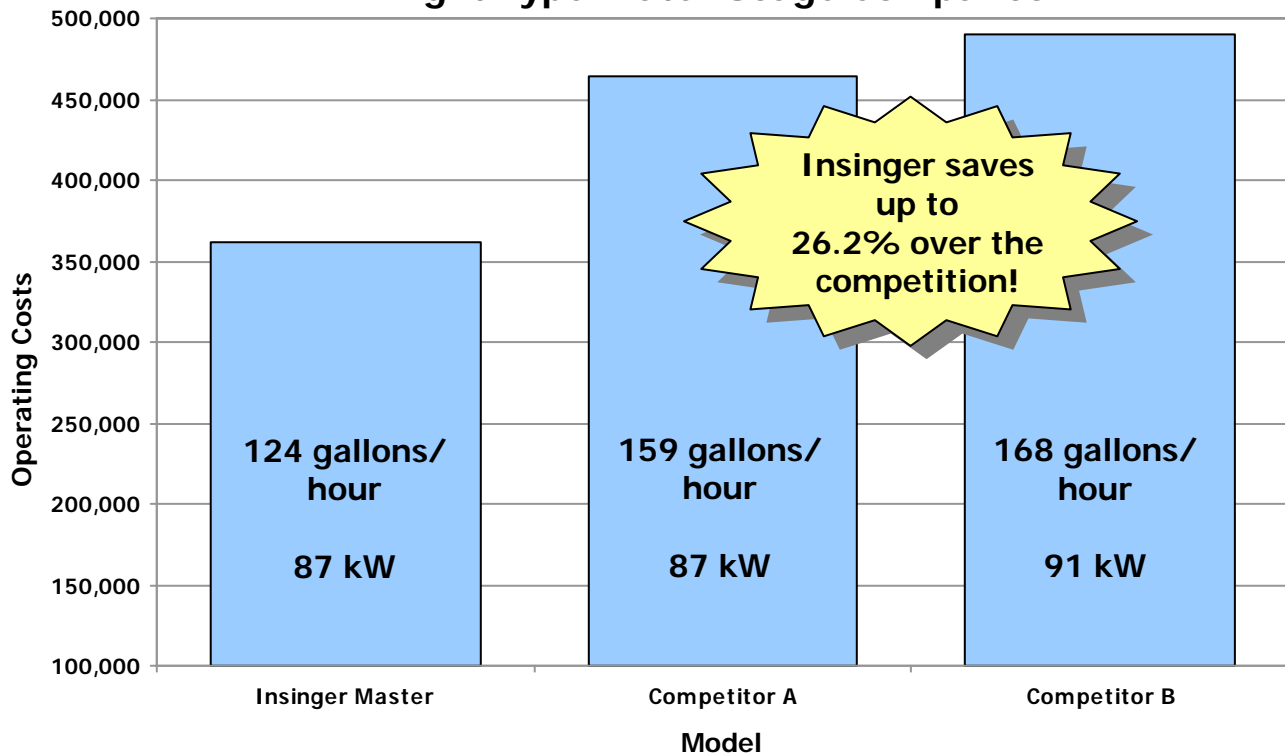 500,000
450,000
400,000
350,000
300,000
250,000
200,000
150,000
100,000
Operating Costs
Insinger saves
up to
26.2% over the
competition!
124 gallons/
hour
87 kW
159 gallons/
hour
87 kW
168 gallons/
hour
91 kW
Insinger Master
Competitor A
Competitor B
Model